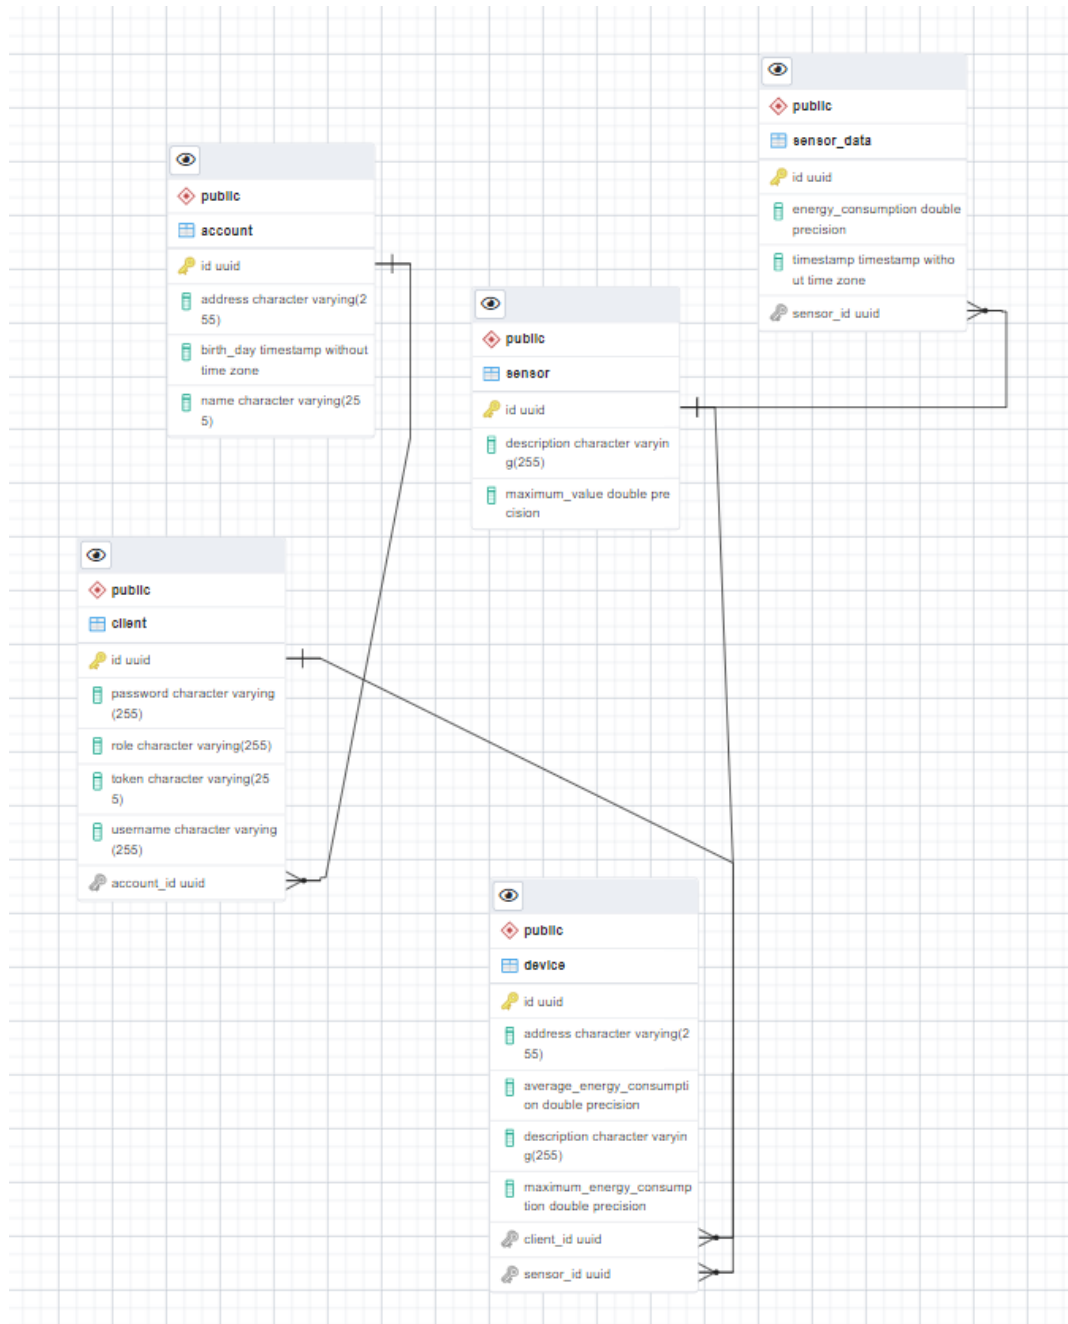 public
account
id uuid
address character varying(2
55)
birth_day timestamp without
time zone
name character varying(25
5)
public
sensor_data
id uuid
energy_consumption double
precision
timestamp timestamp witho
ut time zone
sensor_id uuid
public
sensor
id uuid
description character varyin
g(255)
maximum_value double pre
cision
public
client
id uuid
password character varying
(255)
role character varying(255)
token character varying(25
5)
username character varying
(255)
account_id uuid
public
device
id uuid
address character varying(2
55)
average_energy_consumpti
on double precision
description character varyin
g(255)
maximum_energy_consump
tion double precision
client_id uuid
sensor_id uuid